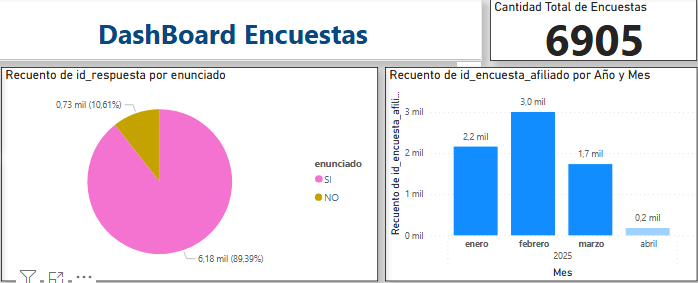 DashBoard Encuestas
Cantidad Total de Encuestas
6905
Recuento de id_respuesta por enunciado
0,73 mil (10,61%)
6,18 mil (89,39%)
enunciado
SI
NO
Recuento de id_encuesta_afiliado por Año y Mes
Recuento de id_encuesta_afili...
3 mil
2 mil
1 mil
0 mil
2,2 mil
3,0 mil
1,7 mil
0,2 mil
enero
febrero
marzo
abril
2025
Mes